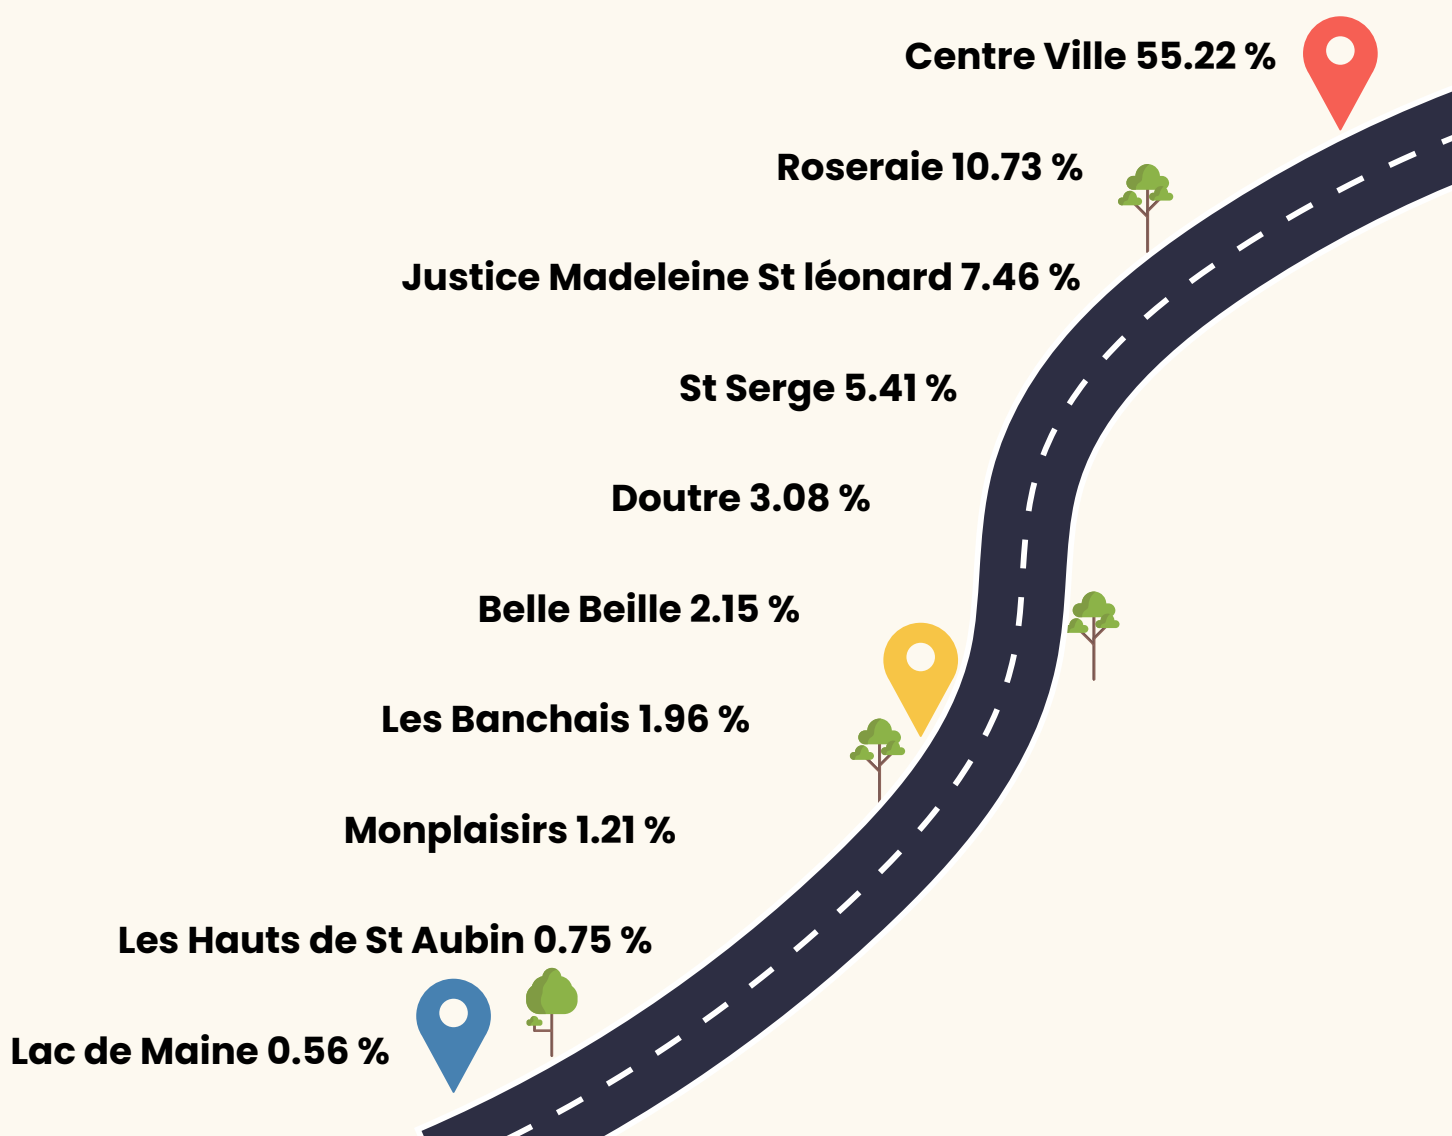 Centre Ville 55.22 %
Roseraie 10.73 %
Justice Madeleine St léonard 7.46 %
St Serge 5.41 %
Doutre 3.08 %
Belle Beille 2.15 %
Les Banchais 1.96 %
Monplaisirs 1.21 %
Les Hauts de St Aubin 0.75 %
Lac de Maine 0.56 %